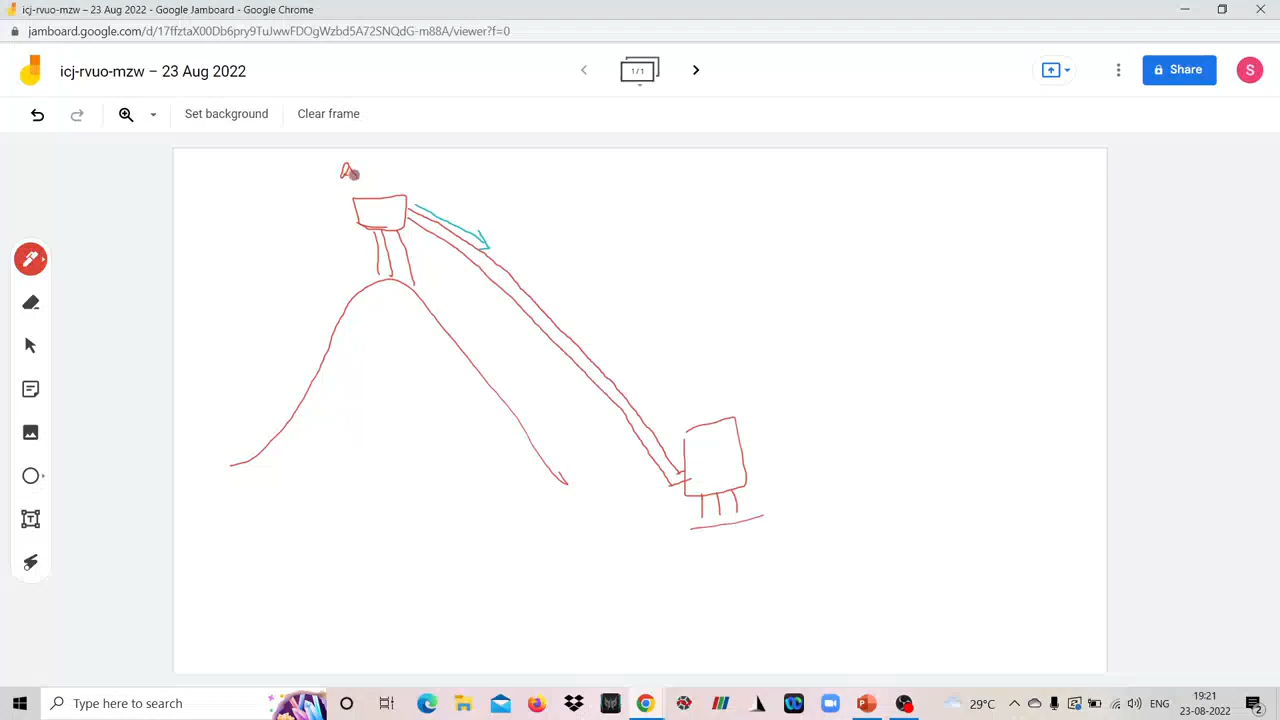 icj-rvuo-mzw – 23 Aug 2022 - Google Jamboard - Google Chrome
jamboard.google.com/d/17ffztaX00Db6pry9TuJwwFDOgWzbd5A72SNQdG-m88A/viewer?f=0
icj-rvuo-mzw – 23 Aug 2022
1 / 1
Share
S
Set background
Clear frame
Type here to search
29°C
ENG
19:21
23-08-2022
2